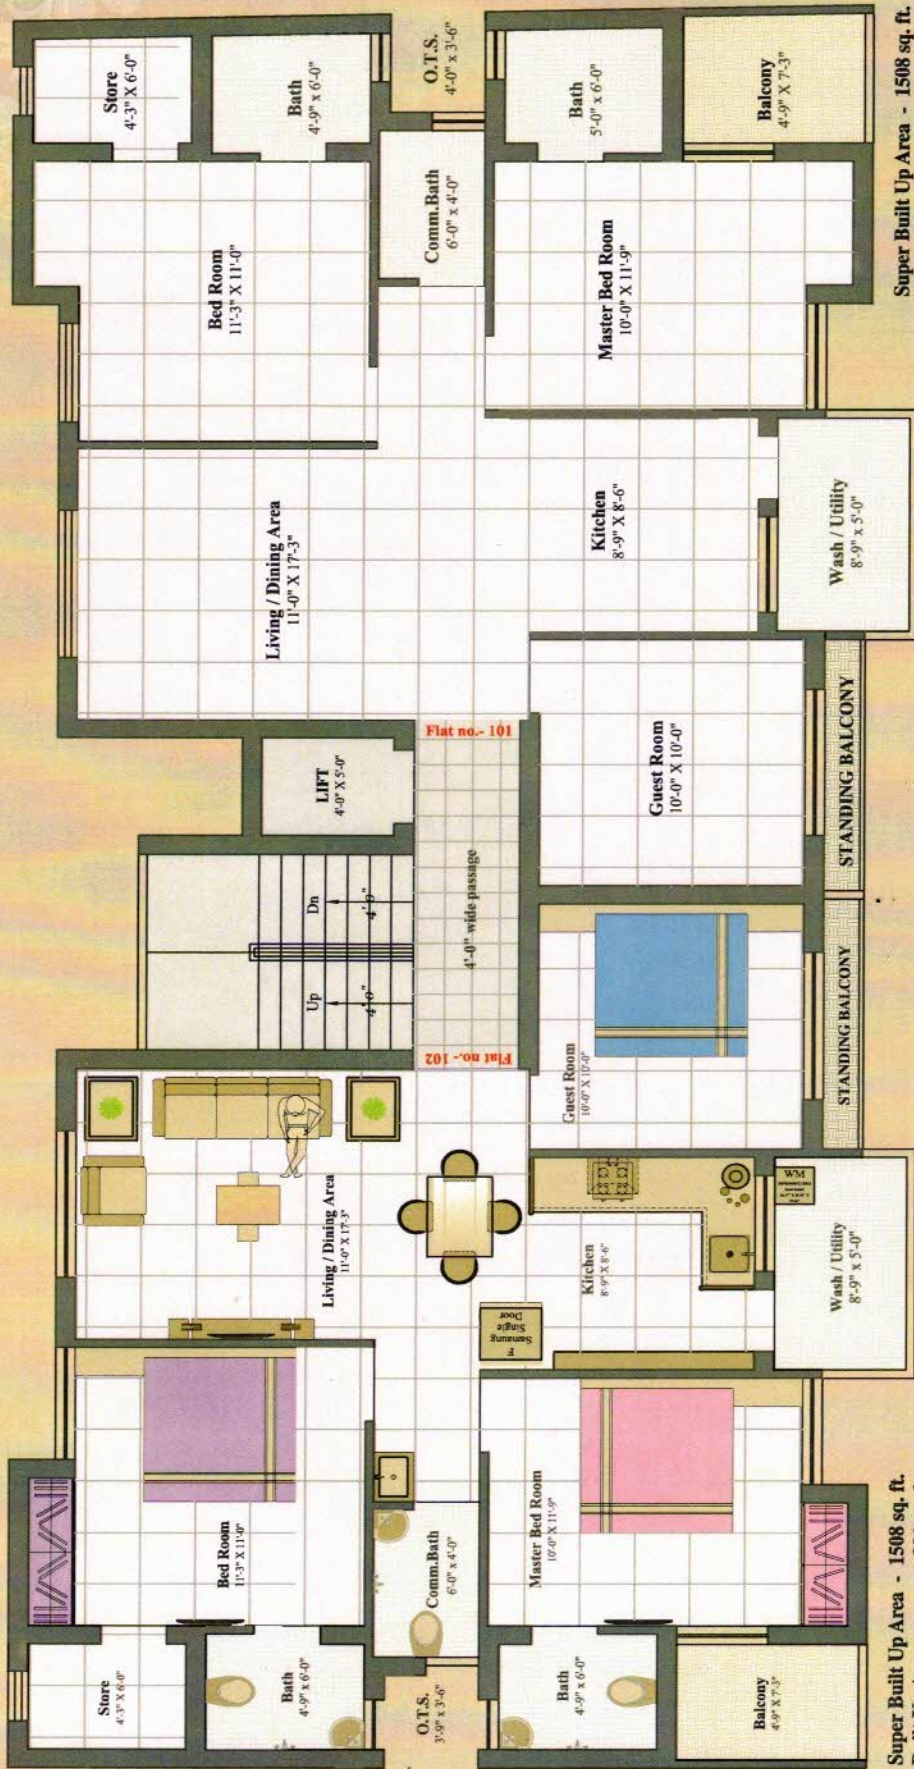 Store
4'-3" X 6'-0"
Bath
4'-9" x 6'-0"
O.T.S.
4'-0" x 3'-6"
Bath
5'-0" x 6'-0"
Balcony
4'-9" X 7'-3"
Bed Room
11'-3" X 11'-0"
Comm.Bath
6'-0" x 4'-0"
Master Bed Room
10'-0" X 11'-9"
Living / Dining Area
11'-0" X 17'-3"
Kitchen
8'-9" X 8'-6"
Wash / Utility
8'-9" x 5'-0"
Super Built Up Area - 1508 sq. ft.
Flat no.- 101
LIFT
4'-0" X 5'-0"
Guest Room
10'-0" X 10'-0"
STANDING BALCONY
Dn
4'-0"
Up
4'-0"
4'-0" wide passage
Flat no.- 102
Guest Room
10'-0" X 10'-0"
STANDING BALCONY
Living / Dining Area
11'-0" X 17'-3"
Kitchen
8'-9" X 8'-6"
WM
Wash / Utility
8'-9" x 5'-0"
F
Samsung
Single
Door
Bed Room
11'-3" X 11'-0"
Comm.Bath
6'-0" x 4'-0"
Master Bed Room
10'-0" X 11'-9"
Store
4'-3" X 6'-0"
Bath
4'-9" x 6'-0"
O.T.S.
3'-9" x 3'-6"
Bath
4'-9" x 6'-0"
Balcony
4'-9" X 7'-3"
Super Built Up Area - 1508 sq. ft.